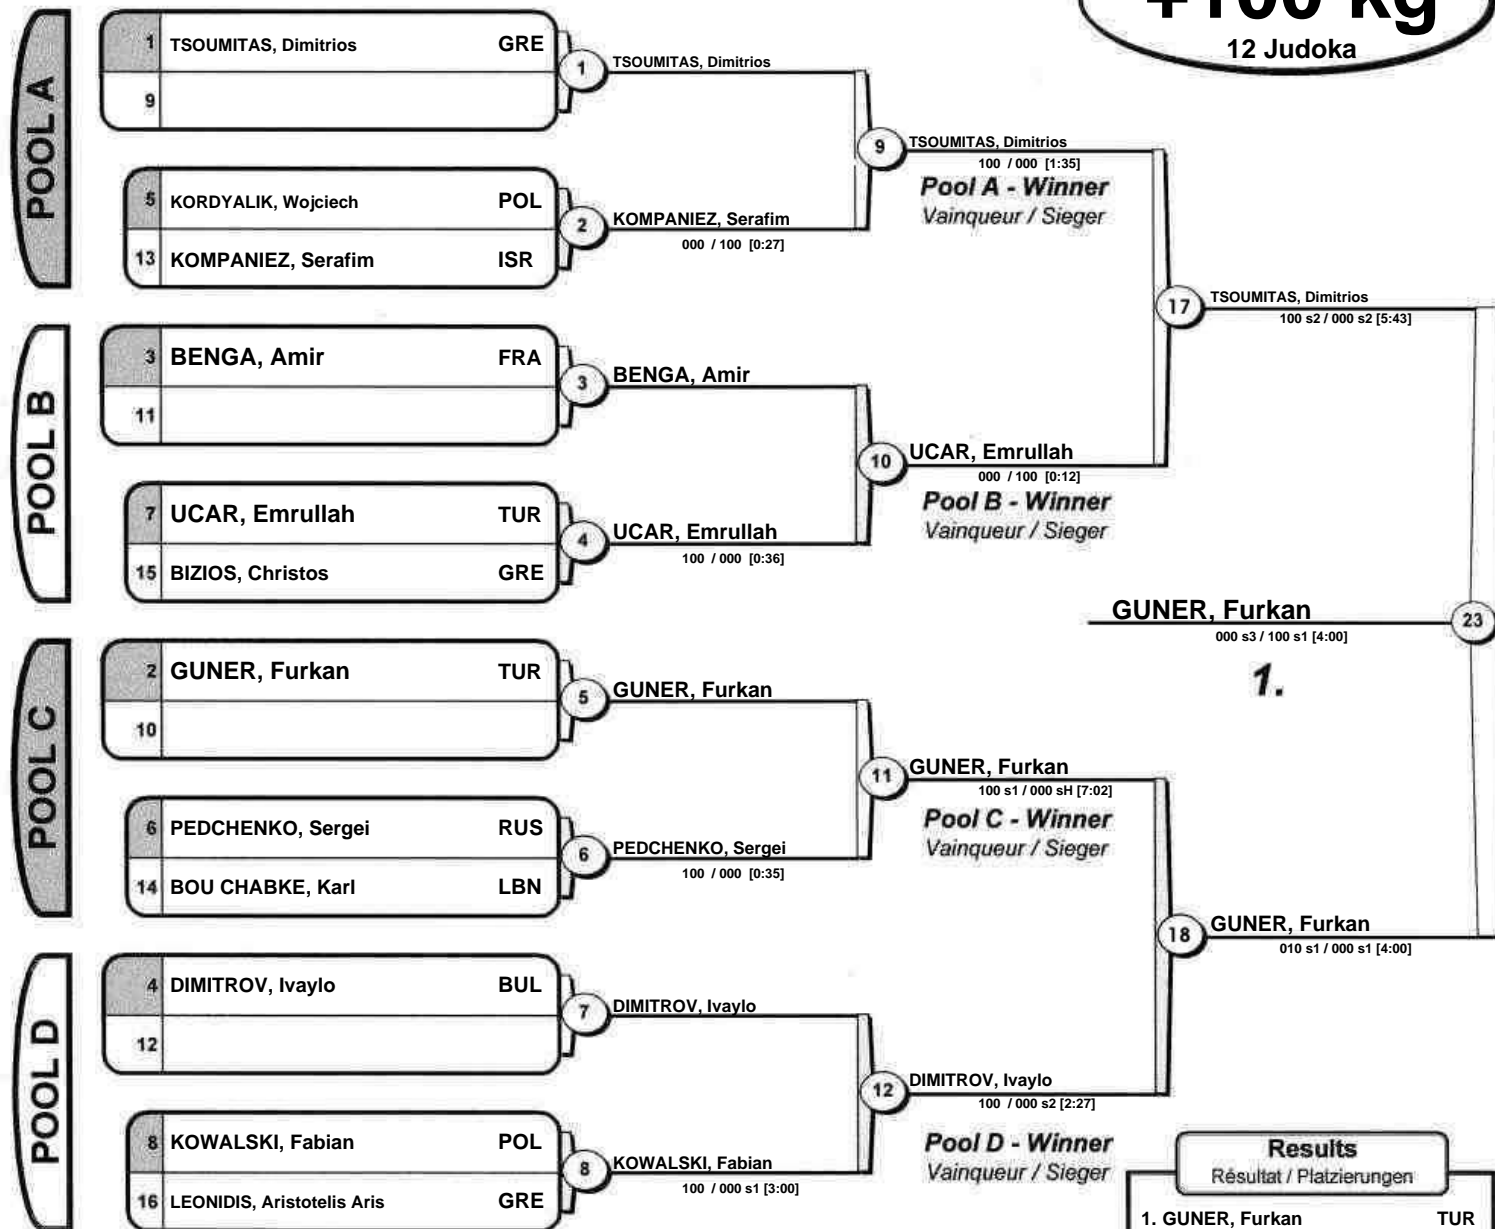 +100 kg
12 Judoka
POOL A
1 TSOUMITAS, Dimitrios GRE
9
5 KORDYALIK, Wojciech POL
13 KOMPANIEZ, Serafim ISR
1 TSOUMITAS, Dimitrios
2 KOMPANIEZ, Serafim
000 / 100 [0:27]
9 TSOUMITAS, Dimitrios
100 / 000 [1:35]
Pool A - Winner
Vainqueur / Sieger
POOL B
3 BENGA, Amir FRA
11
7 UCAR, Emrullah TUR
15 BIZIOS, Christos GRE
3 BENGA, Amir
4 UCAR, Emrullah
100 / 000 [0:36]
10 UCAR, Emrullah
000 / 100 [0:12]
Pool B - Winner
Vainqueur / Sieger
17 TSOUMITAS, Dimitrios
100 s2 / 000 s2 [5:43]
GUNER, Furkan 23
000 s3 / 100 s1 [4:00]
1.
POOL C
2 GUNER, Furkan TUR
10
6 PEDCHENKO, Sergei RUS
14 BOU CHABKE, Karl LBN
5 GUNER, Furkan
6 PEDCHENKO, Sergei
100 / 000 [0:35]
11 GUNER, Furkan
100 s1 / 000 sH [7:02]
Pool C - Winner
Vainqueur / Sieger
POOL D
4 DIMITROV, Ivaylo BUL
12
8 KOWALSKI, Fabian POL
16 LEONIDIS, Aristotelis Aris GRE
7 DIMITROV, Ivaylo
8 KOWALSKI, Fabian
100 / 000 s1 [3:00]
12 DIMITROV, Ivaylo
100 / 000 s2 [2:27]
Pool D - Winner
Vainqueur / Sieger
18 GUNER, Furkan
010 s1 / 000 s1 [4:00]
Results
Résultat / Platzierungen
1. GUNER, Furkan TUR